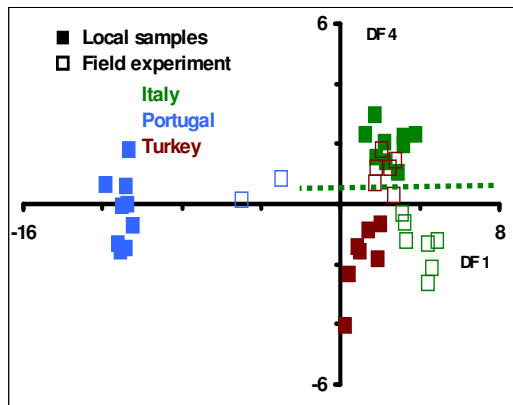 6
DF 4
Local samples
Field experiment
Italy
Portugal
Turkey
-16
8
DF 1
-6